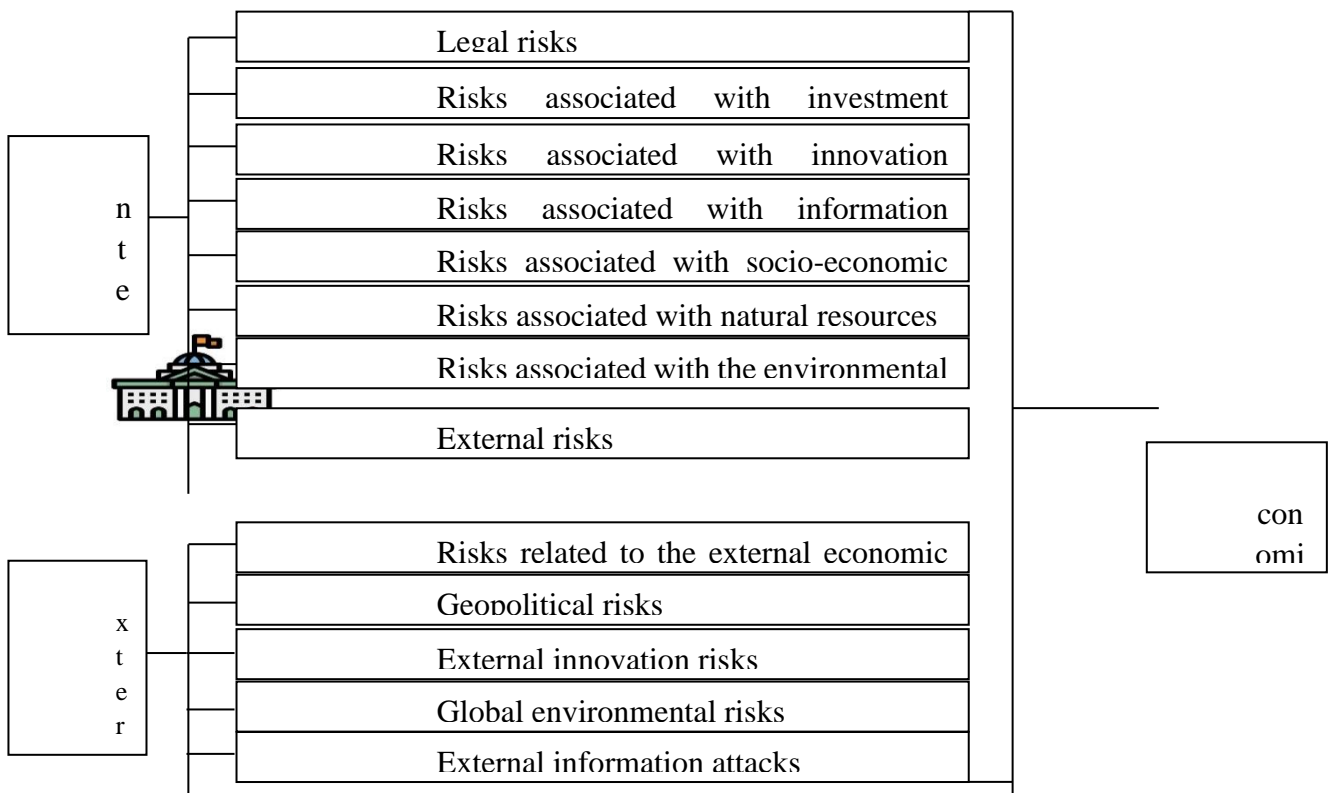 Legal risks
Risks associated with investment
Risks associated with innovation
Risks associated with information
Risks associated with socio-economic
Risks associated with natural resources
Risks associated with the environmental
External risks
n
t
e
Risks related to the external economic
Geopolitical risks
External innovation risks
Global environmental risks
External information attacks
x
t
e
r
con
omi